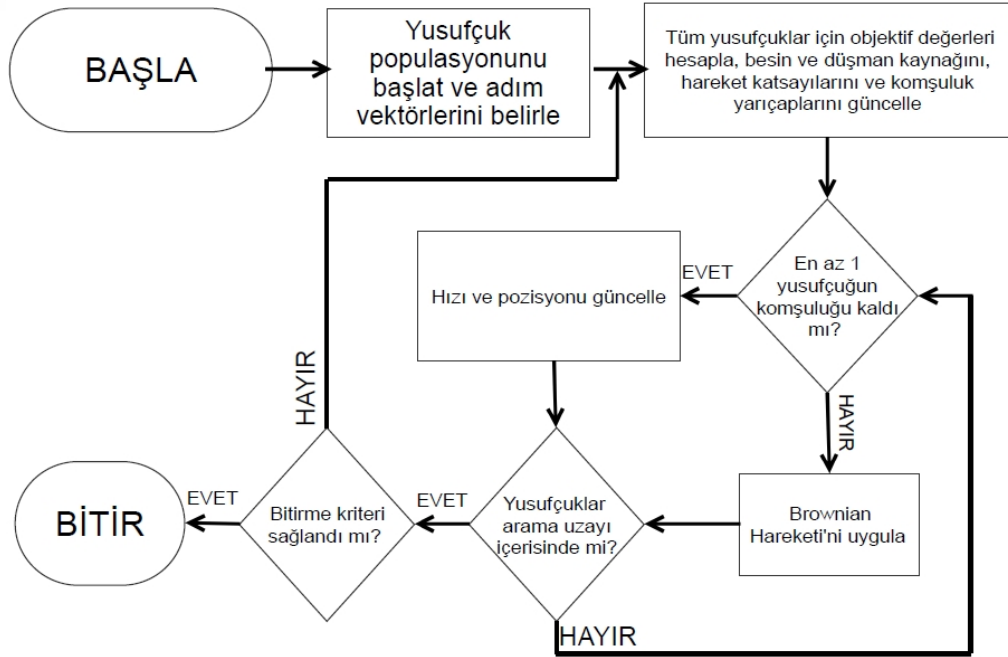 BAŞLA
Yusufçuk
populasyonunu
başlat ve adım
vektörlerini belirle
Tüm yusufçuklar için objektif değerleri
hesapla, besin ve düşman kaynağını,
hareket katsayılarını ve komşuluk
yarıçaplarını güncelle
En az 1
yusufçuğun
komşuluğu kaldı
mı?
EVET
Hızı ve pozisyonu güncelle
HAYIR
Brownian
Hareketi'ni uygula
Yusufçuklar
arama uzayı
içerisinde mi?
HAYIR
EVET
Bitirme kriteri
sağlandı mı?
HAYIR
EVET
BİTİR